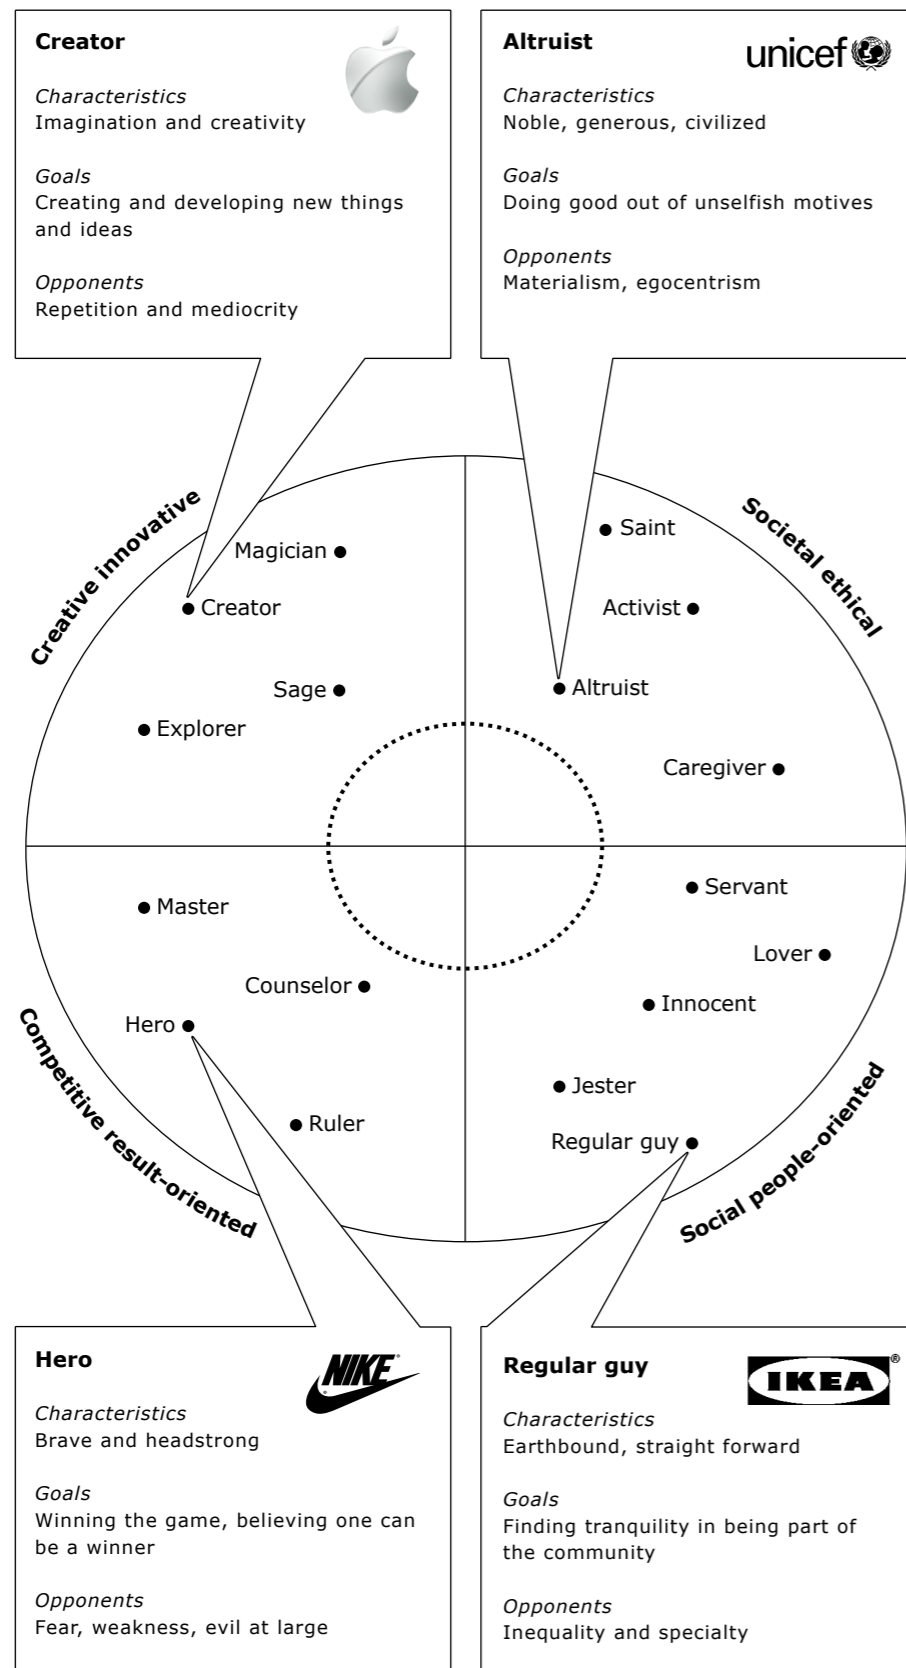 Creator
Characteristics
Imagination and creativity
Goals
Creating and developing new things
and ideas
Opponents
Repetition and mediocrity
Altruist
unicef
Characteristics
Noble, generous, civilized
Goals
Doing good out of unselfish motives
Opponents
Materialism, egocentrism
Creative innovative
Societal ethical
Magician
Creator
Sage
Explorer
Saint
Activist
Altruist
Caregiver
Master
Counselor
Hero
Ruler
Servant
Lover
Innocent
Jester
Regular guy
Competitive result-oriented
Social people-oriented
Hero
NIKE
Characteristics
Brave and headstrong
Goals
Winning the game, believing one can
be a winner
Opponents
Fear, weakness, evil at large
Regular guy
IKEA®
Characteristics
Earthbound, straight forward
Goals
Finding tranquility in being part of
the community
Opponents
Inequality and specialty